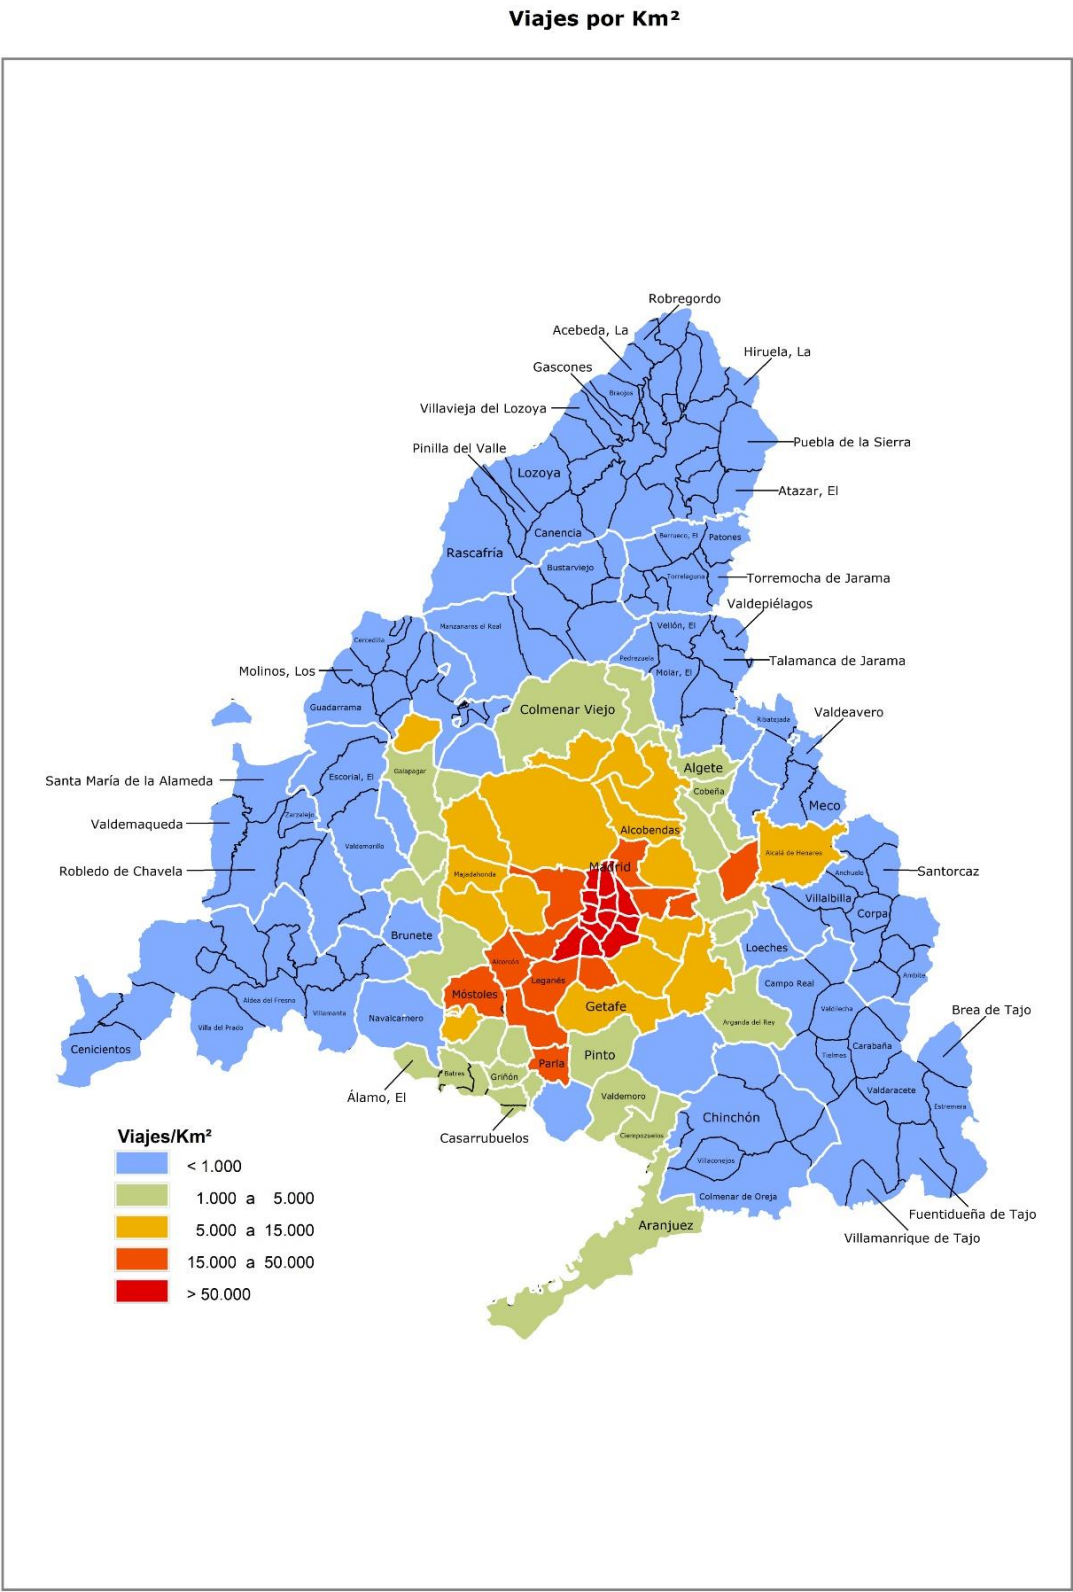 Viajes por Km²
Robregordo
Acebeda, La
Hiruela, La
Gascones
Braojos
Villavieja del Lozoya
Puebla de la Sierra
Pinilla del Valle
Lozoya
Atazar, El
Canencia
Berrueco, El
Patones
Rascafría
Bustarviejo
Torrelaguna
Torremocha de Jarama
Valdepiélagos
Manzanares el Real
Vellón, El
Cercedilla
Pedrezuela
Talamanca de Jarama
Molinos, Los
Molar, El
Guadarrama
Colmenar Viejo
Valdeavero
Ribatejada
Galapagar
Algete
Santa María de la Alameda
Escorial, El
Cobeña
Meco
Zarzalejo
Valdemaqueda
Alcobendas
Valdemorillo
Alcalá de Henares
Madrid
Robledo de Chavela
Majadahonda
Anchuelo
Santorcaz
Villalbilla
Corpa
Brunete
Loeches
Alcorcón
Ambite
Leganés
Campo Real
Móstoles
Aldea del Fresno
Getafe
Villamanta
Valdilecha
Brea de Tajo
Navalcarnero
Arganda del Rey
Villa del Prado
Carabaña
Cenicientos
Tielmes
Pinto
Parla
Batres
Griñón
Valdaracete
Álamo, El
Valdemoro
Estremera
Chinchón
Casarrubuelos
Ciempozuelos
Villaconejos
Colmenar de Oreja
Fuentidueña de Tajo
Aranjuez
Villamanrique de Tajo
Viajes/Km²
< 1.000
1.000 a 5.000
5.000 a 15.000
15.000 a 50.000
> 50.000